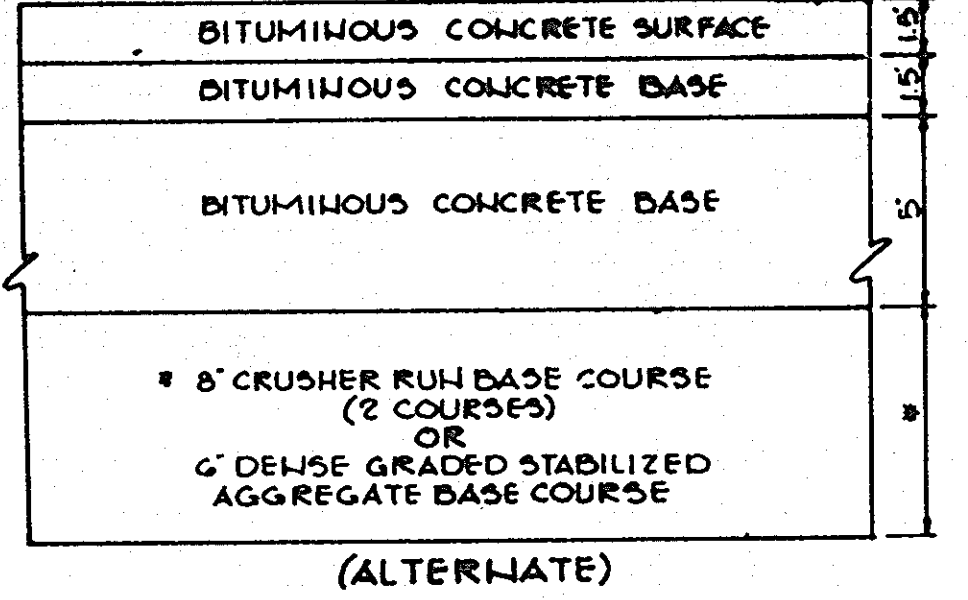 BITUMINOUS CONCRETE SURFACE
1.5"
BITUMINOUS CONCRETE BASE
1.5"
BITUMINOUS CONCRETE BASE
5"
* 8" CRUSHER RUN BASE COURSE
(2 COURSES)
OR
6" DENSE GRADED STABILIZED
AGGREGATE BASE COURSE
*
(ALTERNATE)